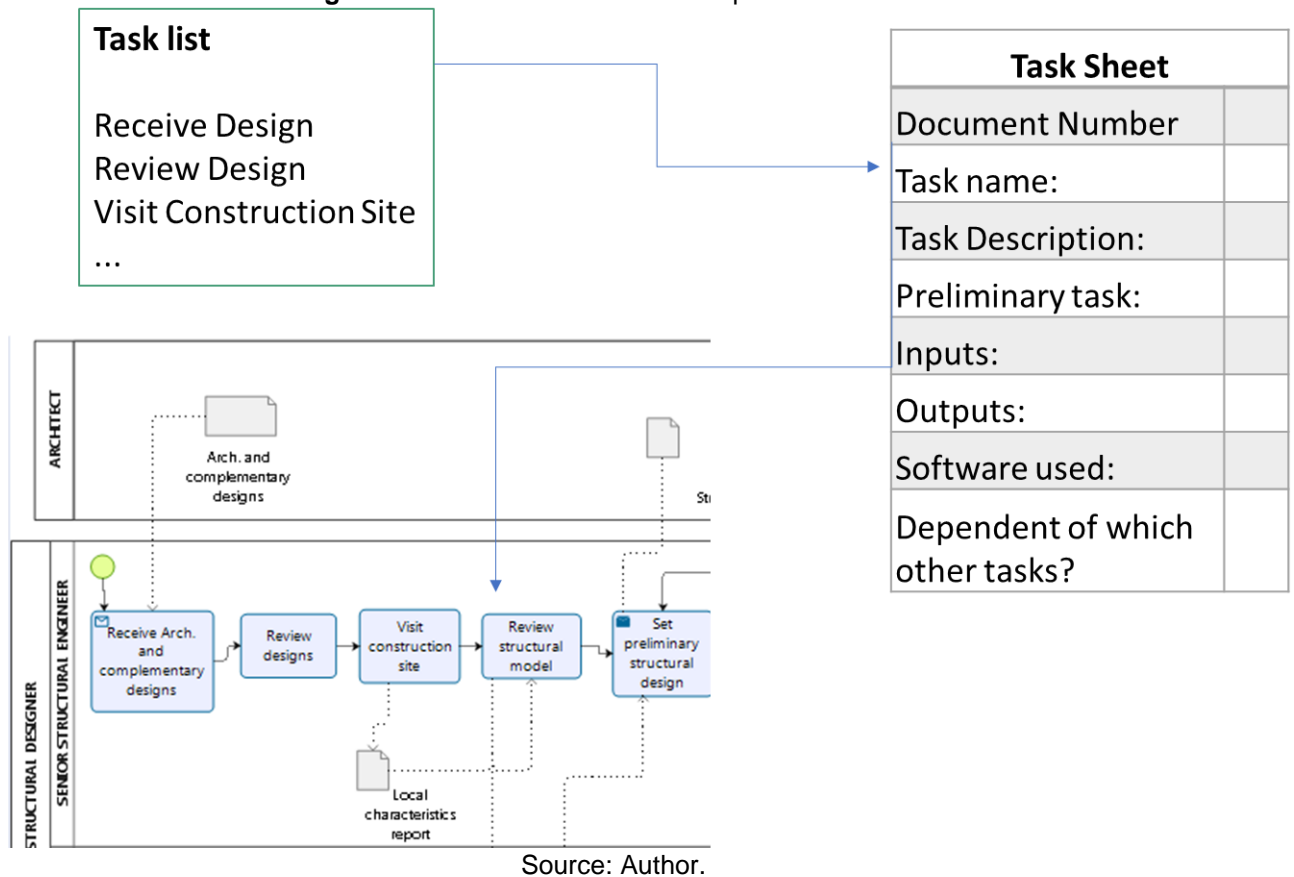 Task list
Receive Design
Review Design
Visit Construction Site
...
Task Sheet
Document Number
Task name:
Task Description:
Preliminary task:
Inputs:
Outputs:
Software used:
Dependent of which
other tasks?
ARCHITECT
Arch. and
complementary
designs
STRUCTURAL DESIGNER
SENIOR STRUCTURAL ENGINEER
Receive Arch.
and
complementary
designs
Review
designs
Visit
construction
site
Review
structural
model
Set
preliminary
structural
design
Local
characteristics
report
Source: Author.